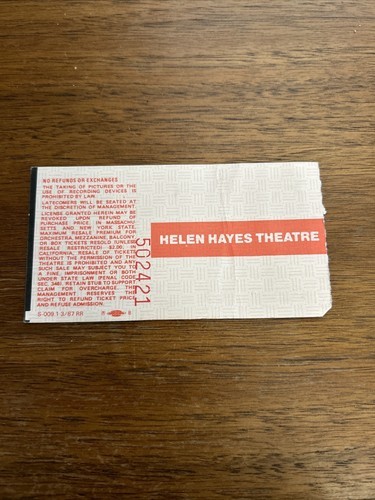 NO REFUNDS OR EXCHANGES
THE TAKING OF PICTURES OR THE
USE OF RECORDING DEVICES IS
PROHIBITED BY LAW.
LATECOMERS WILL BE SEATED AT
THE DISCRETION OF MANAGEMENT.
LICENSE GRANTED HEREIN MAY BE
REVOKED UPON REFUND OF
PURCHASE PRICE. IN MASSACHU-
SETTS AND NEW YORK STATE,
MAXIMUM RESALE PREMIUM FOR
ORCHESTRA, MEZZANINE, BALCONY
OR BOX TICKETS RESOLD (UNLESS
RESALE RESTRICTED) $2.00. IN
CALIFORNIA, RESALE OF TICKETS
WITHOUT THE PERMISSION OF THE
THEATRE IS PROHIBITED AND ANY
SUCH SALE MAY SUBJECT YOU TO
A FINE, IMPRISONMENT OR BOTH
UNDER STATE LAW (PENAL CODE
SEC. 346). RETAIN STUB TO SUPPORT
CLAIM FOR OVERCHARGE. THE
MANAGEMENT RESERVES THE
RIGHT TO REFUND TICKET PRICE
AND REFUSE ADMISSION.
502421
HELEN HAYES THEATRE